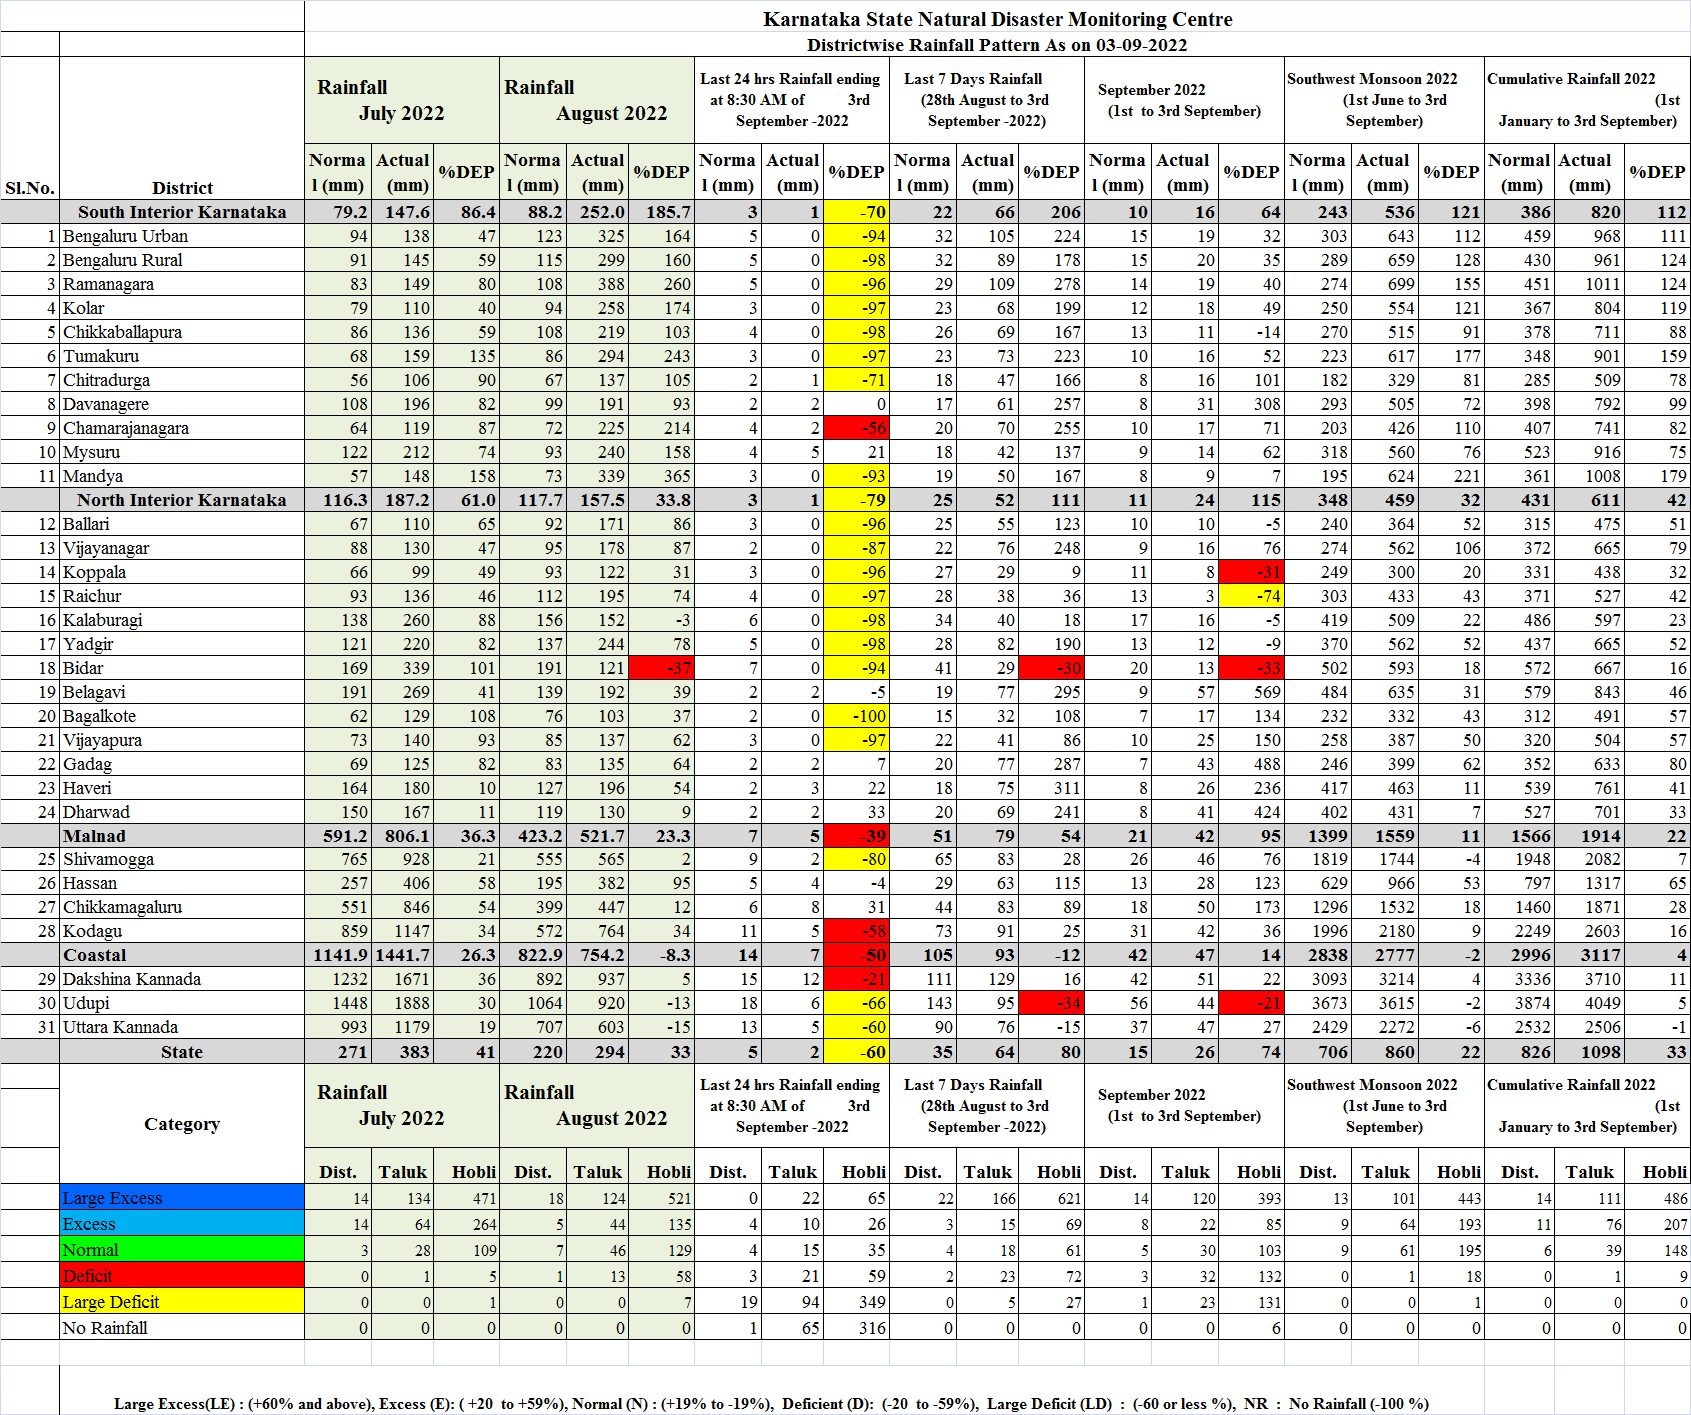 Karnataka State Natural Disaster Monitoring Centre
Districtwise Rainfall Pattern As on 03-09-2022
Sl.No. District Rainfall July 2022 Rainfall August 2022 Last 24 hrs Rainfall ending at 8:30 AM of 3rd September -2022 Last 7 Days Rainfall (28th August to 3rd September -2022) September 2022 (1st to 3rd September) Southwest Monsoon 2022 (1st June to 3rd September) Cumulative Rainfall 2022 (1st January to 3rd September)
Normal (mm) Actual (mm) %DEP Normal (mm) Actual (mm) %DEP Normal (mm) Actual (mm) %DEP Normal (mm) Actual (mm) %DEP Normal (mm) Actual (mm) %DEP Normal (mm) Actual (mm) %DEP Normal (mm) Actual (mm) %DEP
South Interior Karnataka 79.2 147.6 86.4 88.2 252.0 185.7 3 1 -70 22 66 206 10 16 64 243 536 121 386 820 112
1 Bengaluru Urban 94 138 47 123 325 164 5 0 -94 32 105 224 15 19 32 303 643 112 459 968 111
2 Bengaluru Rural 91 145 59 115 299 160 5 0 -98 32 89 178 15 20 35 289 659 128 430 961 124
3 Ramanagara 83 149 80 108 388 260 5 0 -96 29 109 278 14 19 40 274 699 155 451 1011 124
4 Kolar 79 110 40 94 258 174 3 0 -97 23 68 199 12 18 49 250 554 121 367 804 119
5 Chikkaballapura 86 136 59 108 219 103 4 0 -98 26 69 167 13 11 -14 270 515 91 378 711 88
6 Tumakuru 68 159 135 86 294 243 3 0 -97 23 73 223 10 16 52 223 617 177 348 901 159
7 Chitradurga 56 106 90 67 137 105 2 1 -71 18 47 166 8 16 101 182 329 81 285 509 78
8 Davanagere 108 196 82 99 191 93 2 2 0 17 61 257 8 31 308 293 505 72 398 792 99
9 Chamarajanagara 64 119 87 72 225 214 4 2 -56 20 70 255 10 17 71 203 426 110 407 741 82
10 Mysuru 122 212 74 93 240 158 4 5 21 18 42 137 9 14 62 318 560 76 523 916 75
11 Mandya 57 148 158 73 339 365 3 0 -93 19 50 167 8 9 7 195 624 221 361 1008 179
North Interior Karnataka 116.3 187.2 61.0 117.7 157.5 33.8 3 1 -79 25 52 111 11 24 115 348 459 32 431 611 42
12 Ballari 67 110 65 92 171 86 3 0 -96 25 55 123 10 10 -5 240 364 52 315 475 51
13 Vijayanagar 88 130 47 95 178 87 2 0 -87 22 76 248 9 16 76 274 562 106 372 665 79
14 Koppala 66 99 49 93 122 31 3 0 -96 27 29 9 11 8 -31 249 300 20 331 438 32
15 Raichur 93 136 46 112 195 74 4 0 -97 28 38 36 13 3 -74 303 433 43 371 527 42
16 Kalaburagi 138 260 88 156 152 -3 6 0 -98 34 40 18 17 16 -5 419 509 22 486 597 23
17 Yadgir 121 220 82 137 244 78 5 0 -98 28 82 190 13 12 -9 370 562 52 437 665 52
18 Bidar 169 339 101 191 121 -37 7 0 -94 41 29 -30 20 13 -33 502 593 18 572 667 16
19 Belagavi 191 269 41 139 192 39 2 2 -5 19 77 295 9 57 569 484 635 31 579 843 46
20 Bagalkote 62 129 108 76 103 37 2 0 -100 15 32 108 7 17 134 232 332 43 312 491 57
21 Vijayapura 73 140 93 85 137 62 3 0 -97 22 41 86 10 25 150 258 387 50 320 504 57
22 Gadag 69 125 82 83 135 64 2 2 7 20 77 287 7 43 488 246 399 62 352 633 80
23 Haveri 164 180 10 127 196 54 2 3 22 18 75 311 8 26 236 417 463 11 539 761 41
24 Dharwad 150 167 11 119 130 9 2 2 33 20 69 241 8 41 424 402 431 7 527 701 33
Malnad 591.2 806.1 36.3 423.2 521.7 23.3 7 5 -39 51 79 54 21 42 95 1399 1559 11 1566 1914 22
25 Shivamogga 765 928 21 555 565 2 9 2 -80 65 83 28 26 46 76 1819 1744 -4 1948 2082 7
26 Hassan 257 406 58 195 382 95 5 4 -4 29 63 115 13 28 123 629 966 53 797 1317 65
27 Chikkamagaluru 551 846 54 399 447 12 6 8 31 44 83 89 18 50 173 1296 1532 18 1460 1871 28
28 Kodagu 859 1147 34 572 764 34 11 5 -58 73 91 25 31 42 36 1996 2180 9 2249 2603 16
Coastal 1141.9 1441.7 26.3 822.9 754.2 -8.3 14 7 -50 105 93 -12 42 47 14 2838 2777 -2 2996 3117 4
29 Dakshina Kannada 1232 1671 36 892 937 5 15 12 -21 111 129 16 42 51 22 3093 3214 4 3336 3710 11
30 Udupi 1448 1888 30 1064 920 -13 18 6 -66 143 95 -34 56 44 -21 3673 3615 -2 3874 4049 5
31 Uttara Kannada 993 1179 19 707 603 -15 13 5 -60 90 76 -15 37 47 27 2429 2272 -6 2532 2506 -1
State 271 383 41 220 294 33 5 2 -60 35 64 80 15 26 74 706 860 22 826 1098 33
Category Rainfall July 2022 Rainfall August 2022 Last 24 hrs Rainfall ending at 8:30 AM of 3rd September -2022 Last 7 Days Rainfall (28th August to 3rd September -2022) September 2022 (1st to 3rd September) Southwest Monsoon 2022 (1st June to 3rd September) Cumulative Rainfall 2022 (1st January to 3rd September)
Dist. Taluk Hobli Dist. Taluk Hobli Dist. Taluk Hobli Dist. Taluk Hobli Dist. Taluk Hobli Dist. Taluk Hobli Dist. Taluk Hobli
Large Excess 14 134 471 18 124 521 0 22 65 22 166 621 14 120 393 13 101 443 14 111 486
Excess 14 64 264 5 44 135 4 10 26 3 15 69 8 22 85 9 64 193 11 76 207
Normal 3 28 109 7 46 129 4 15 35 4 18 61 5 30 103 9 61 195 6 39 148
Deficit 0 1 5 1 13 58 3 21 59 2 23 72 3 32 132 0 1 18 0 1 9
Large Deficit 0 0 1 0 0 7 19 94 349 0 5 27 1 23 131 0 0 1 0 0 0
No Rainfall 0 0 0 0 0 0 1 65 316 0 0 0 0 0 6 0 0 0 0 0 0
Large Excess(LE) : (+60% and above), Excess (E): ( +20 to +59%), Normal (N) : (+19% to -19%), Deficient (D): (-20 to -59%), Large Deficit (LD) : (-60 or less %), NR : No Rainfall (-100 %)